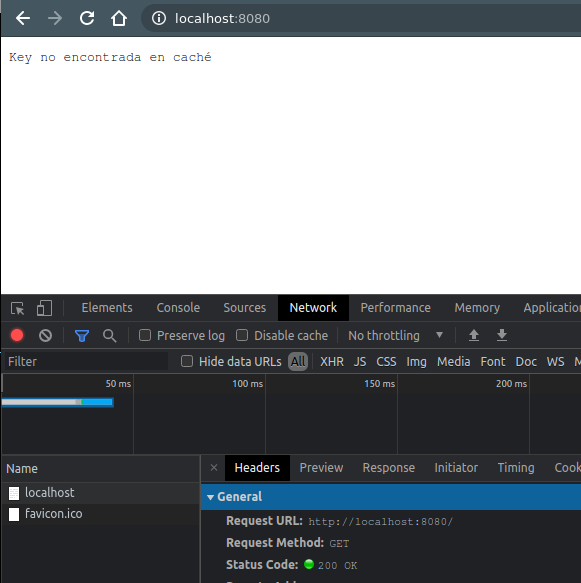 localhost:8080
Key no encontrada en caché
Elements Console Sources Network Performance Memory Application
Preserve log Disable cache No throttling
Filter Hide data URLs All XHR JS CSS Img Media Font Doc WS M
50 ms 100 ms 150 ms 200 ms
Name × Headers Preview Response Initiator Timing Cook
localhost
favicon.ico
General
Request URL: http://localhost:8080/
Request Method: GET
Status Code: 200 OK